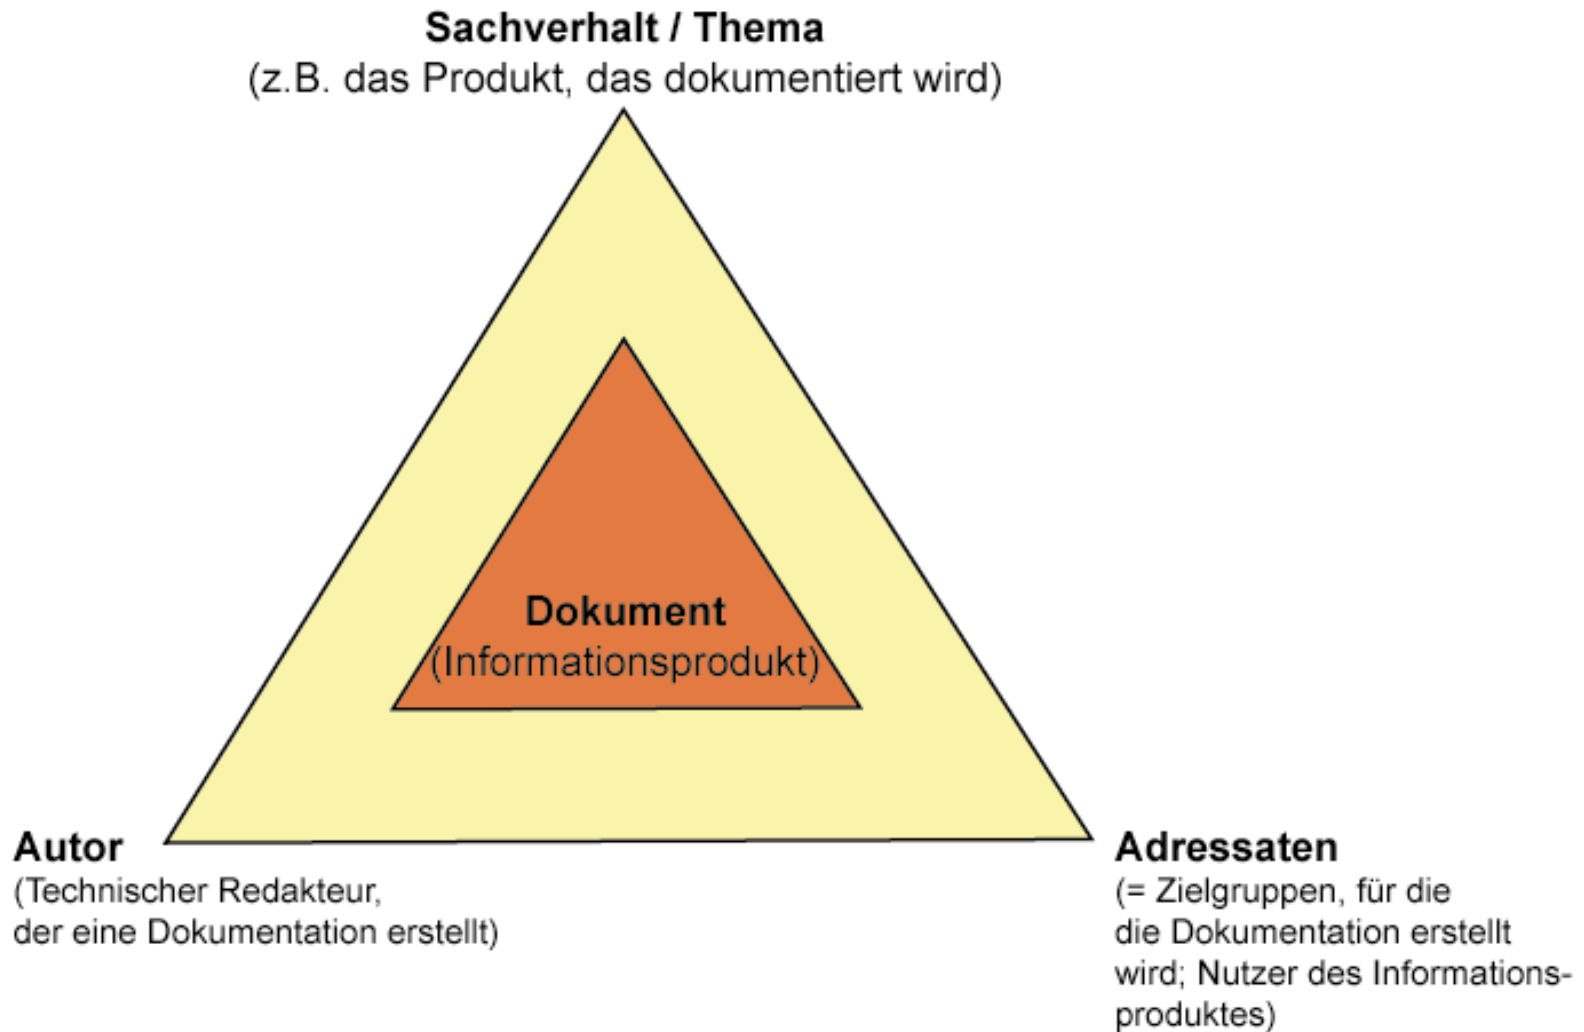 Sachverhalt / Thema
(z.B. das Produkt, das dokumentiert wird)
Dokument
(Informationsprodukt)
Autor
(Technischer Redakteur,
der eine Dokumentation erstellt)
Adressaten
(= Zielgruppen, für die
die Dokumentation erstellt
wird; Nutzer des Informations-
produktes)